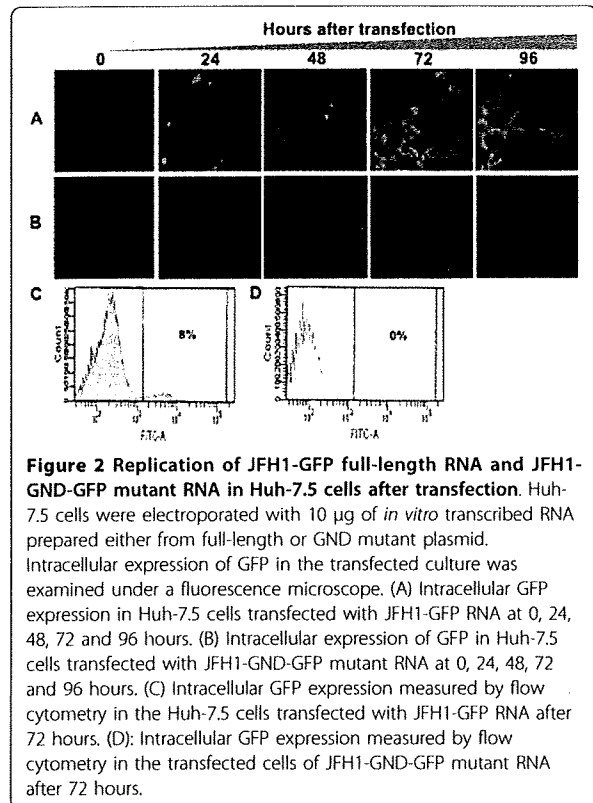 Hours after transfection
0 24 48 72 96
A
B
C D
8% 0%
Count Count
FITC-A FITC-A
Figure 2 Replication of JFH1-GFP full-length RNA and JFH1-
GND-GFP mutant RNA in Huh-7.5 cells after transfection. Huh-
7.5 cells were electroporated with 10 μg of in vitro transcribed RNA
prepared either from full-length or GND mutant plasmid.
Intracellular expression of GFP in the transfected culture was
examined under a fluorescence microscope. (A) Intracellular GFP
expression in Huh-7.5 cells transfected with JFH1-GFP RNA at 0, 24,
48, 72 and 96 hours. (B) Intracellular expression of GFP in Huh-7.5
cells transfected with JFH1-GND-GFP mutant RNA at 0, 24, 48, 72
and 96 hours. (C) Intracellular GFP expression measured by flow
cytometry in the Huh-7.5 cells transfected with JFH1-GFP RNA after
72 hours. (D): Intracellular GFP expression measured by flow
cytometry in the transfected cells of JFH1-GND-GFP mutant RNA
after 72 hours.